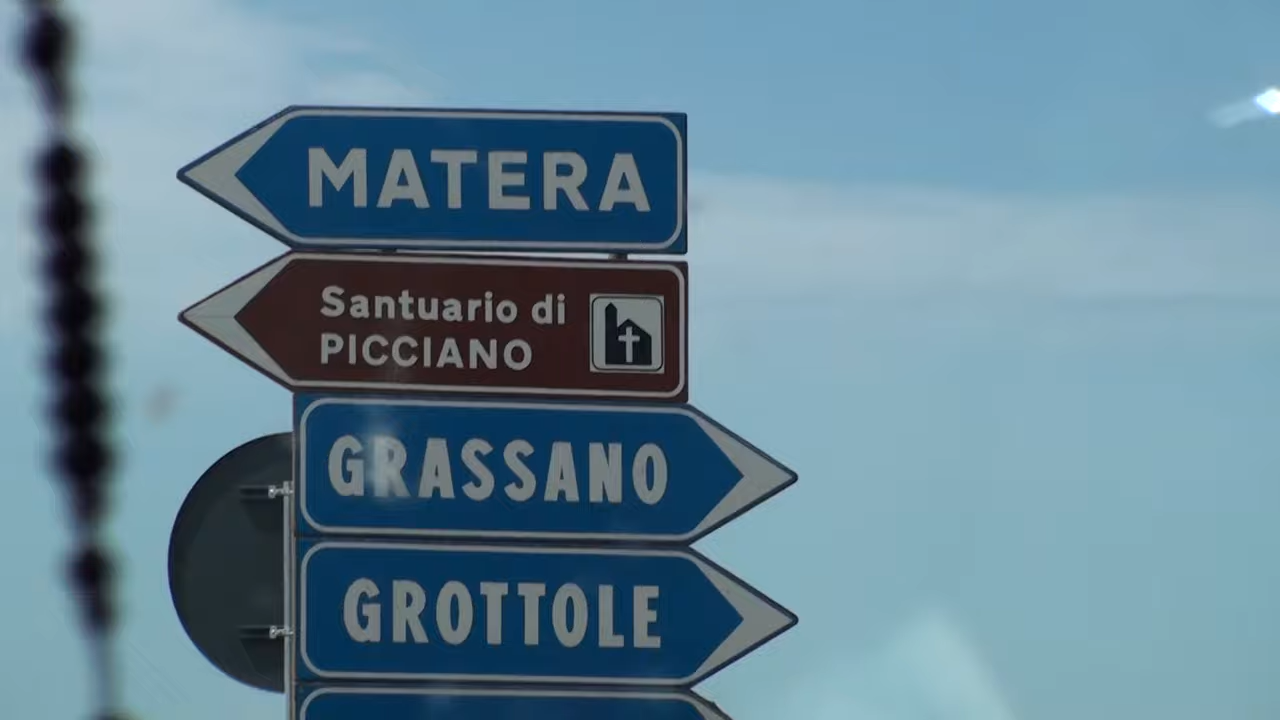 MATERA
Santuario di
PICCIANO
GRASSANO
GROTTOLE